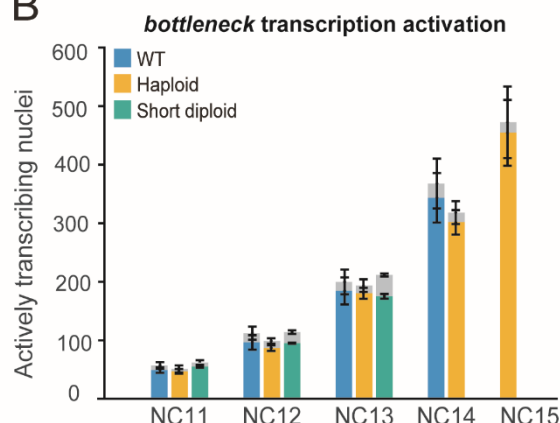 B
bottleneck transcription activation
600
500
400
300
200
100
0
Actively transcribing nuclei
WT
Haploid
Short diploid
NC11 NC12 NC13 NC14 NC15